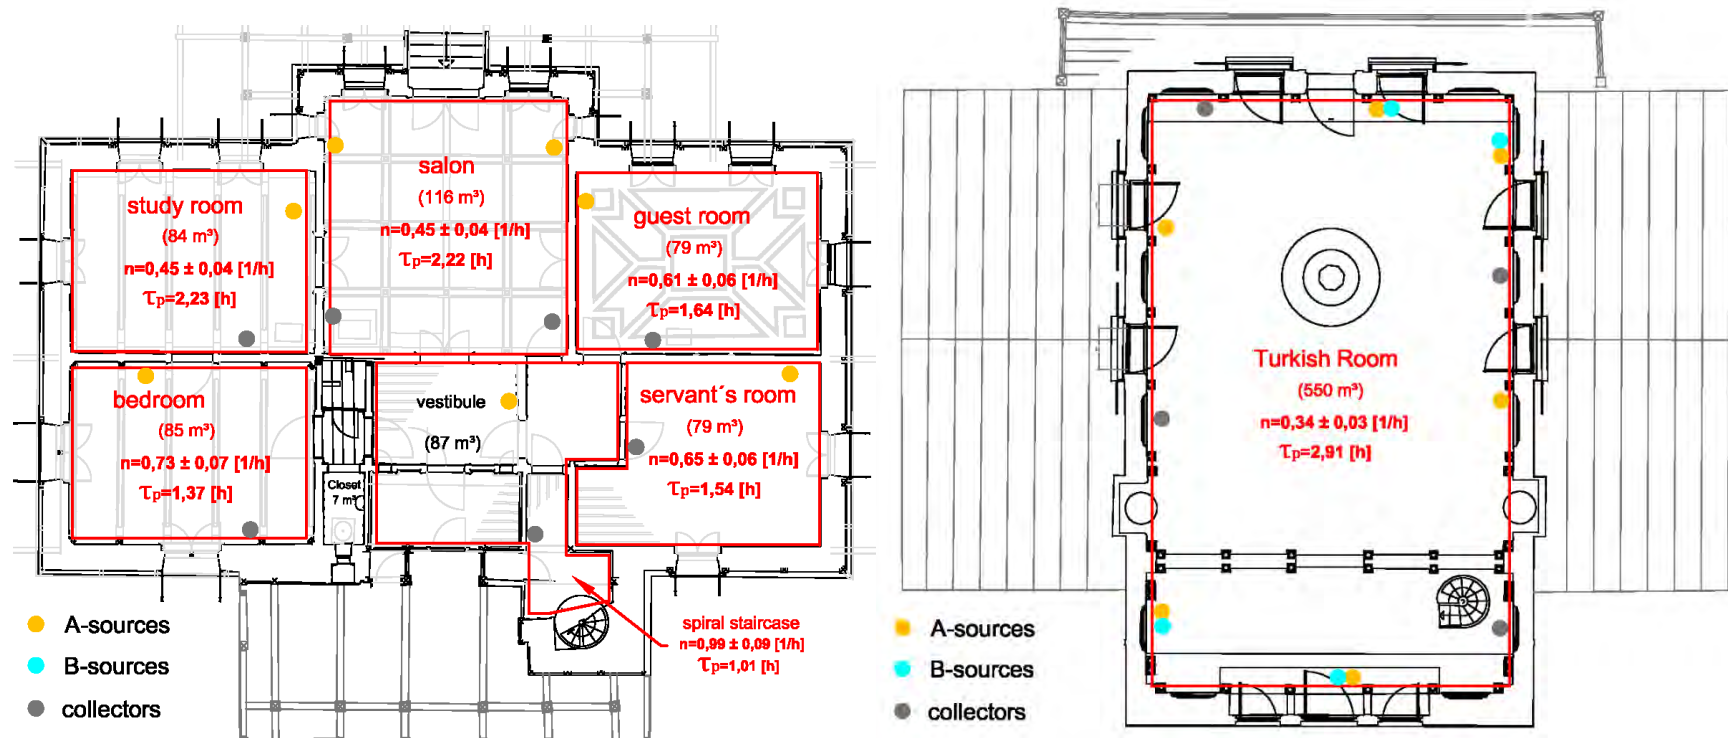 study room
(84 m³)
n=0,45 ± 0,04 [1/h]
τp=2,23 [h]
salon
(116 m³)
n=0,45 ± 0,04 [1/h]
τp=2,22 [h]
guest room
(79 m³)
n=0,61 ± 0,06 [1/h]
τp=1,64 [h]
bedroom
(85 m³)
n=0,73 ± 0,07 [1/h]
τp=1,37 [h]
Closet
7 m³
vestibule
(87 m³)
servant´s room
(79 m³)
n=0,65 ± 0,06 [1/h]
τp=1,54 [h]
spiral staircase
n=0,99 ± 0,09 [1/h]
τp=1,01 [h]
A-sources
B-sources
collectors
Turkish Room
(550 m³)
n=0,34 ± 0,03 [1/h]
τp=2,91 [h]
A-sources
B-sources
collectors